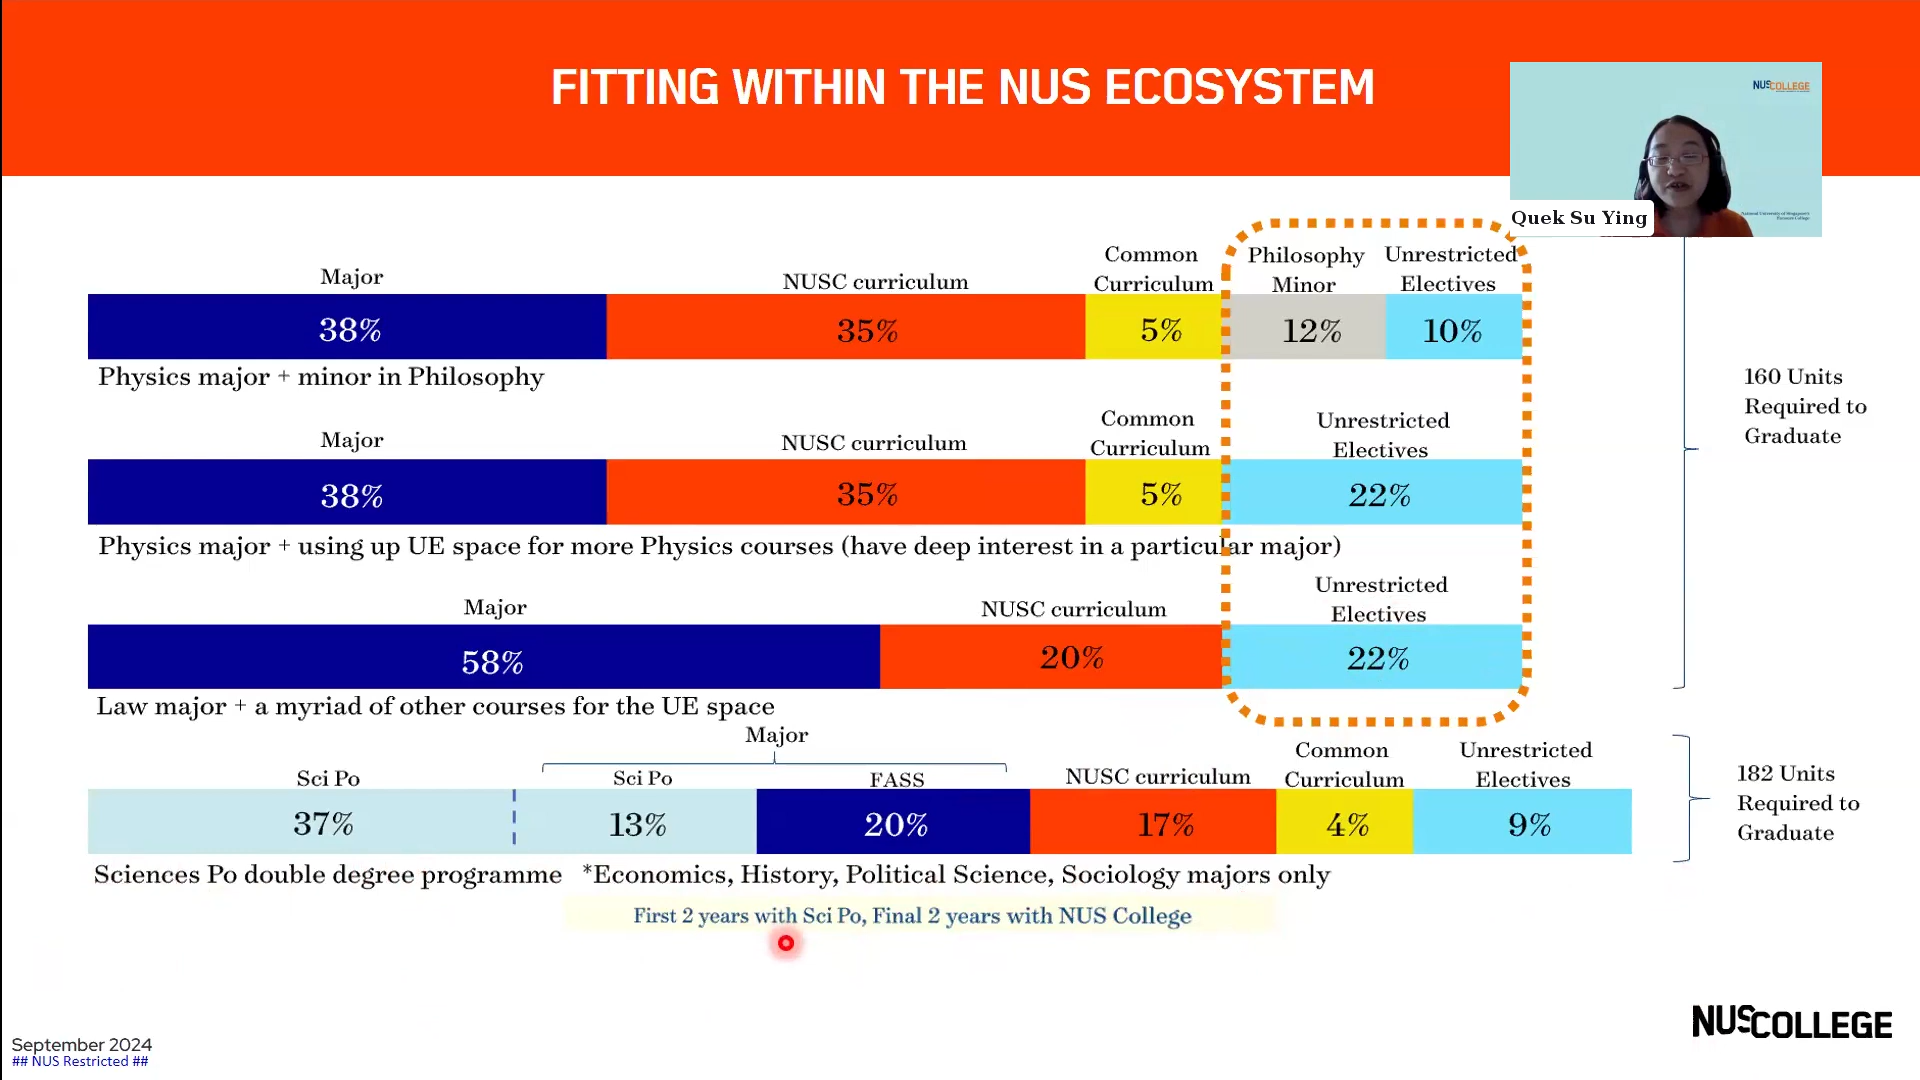 FITTING WITHIN THE NUS ECOSYSTEM
NUSCOLLEGE
Quek Su Ying
Major
NUSC curriculum
Common
Curriculum
Philosophy
Minor
Unrestricted
Electives
38%
35%
5%
12%
10%
Physics major + minor in Philosophy
Major
NUSC curriculum
Common
Curriculum
Unrestricted
Electives
38%
35%
5%
22%
Physics major + using up UE space for more Physics courses (have deep interest in a particular major)
Major
NUSC curriculum
Unrestricted
Electives
58%
20%
22%
Law major + a myriad of other courses for the UE space
160 Units
Required to
Graduate
Major
Sci Po
Sci Po
FASS
NUSC curriculum
Common
Curriculum
Unrestricted
Electives
37%
13%
20%
17%
4%
9%
182 Units
Required to
Graduate
Sciences Po double degree programme *Economics, History, Political Science, Sociology majors only
First 2 years with Sci Po, Final 2 years with NUS College
September 2024
## NUS Restricted ##
NUSCOLLEGE